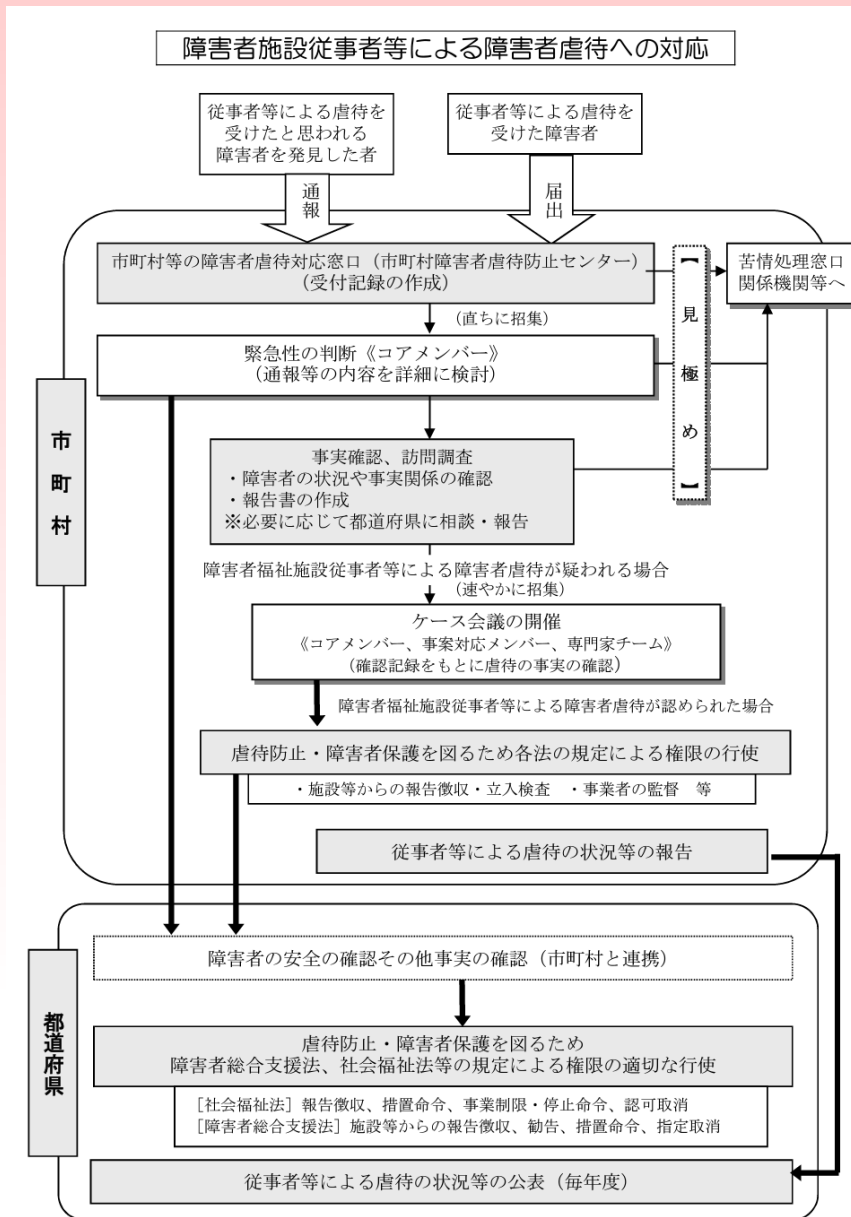 障害者施設従事者等による障害者虐待への対応
従事者等による虐待を
受けたと思われる
障害者を発見した者
従事者等による虐待を
受けた障害者
通報
届出
市町村等の障害者虐待対応窓口(市町村障害者虐待防止センター)
(受付記録の作成)
苦情処理窓口
関係機関等へ
【見極め】
(直ちに招集)
緊急性の判断《コアメンバー》
(通報等の内容を詳細に検討)
市町村
事実確認、訪問調査
・障害者の状況や事実関係の確認
・報告書の作成
※必要に応じて都道府県に相談・報告
障害者福祉施設従事者等による障害者虐待が疑われる場合
(速やかに招集)
ケース会議の開催
《コアメンバー、事案対応メンバー、専門家チーム》
(確認記録をもとに虐待の事実の確認)
障害者福祉施設従事者等による障害者虐待が認められた場合
虐待防止・障害者保護を図るため各法の規定による権限の行使
・施設等からの報告徴収・立入検査 ・事業者の監督 等
従事者等による虐待の状況等の報告
都道府県
障害者の安全の確認その他事実の確認(市町村と連携)
虐待防止・障害者保護を図るため
障害者総合支援法、社会福祉法等の規定による権限の適切な行使
[社会福祉法]報告徴収、措置命令、事業制限・停止命令、認可取消
[障害者総合支援法]施設等からの報告徴収、勧告、措置命令、指定取消
従事者等による虐待の状況等の公表(毎年度)